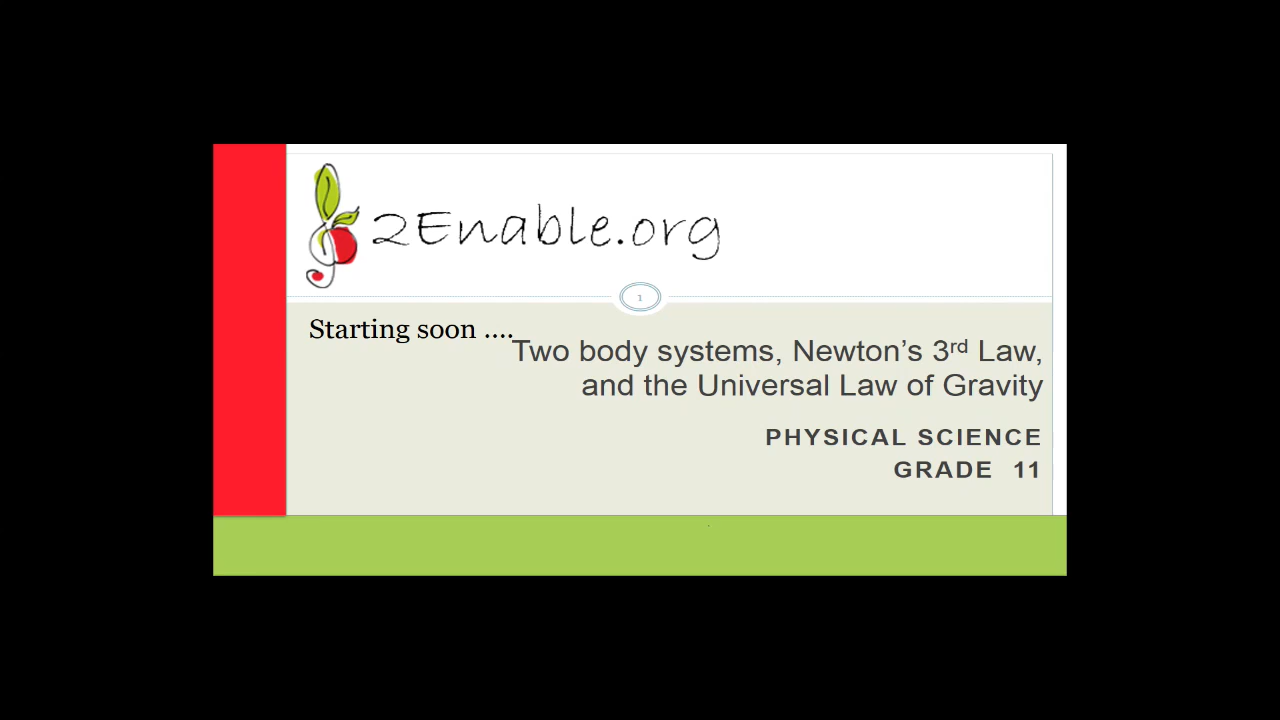 2Enable.org
1
Starting soon ....
Two body systems, Newton’s 3rd Law,
and the Universal Law of Gravity
PHYSICAL SCIENCE
GRADE 11